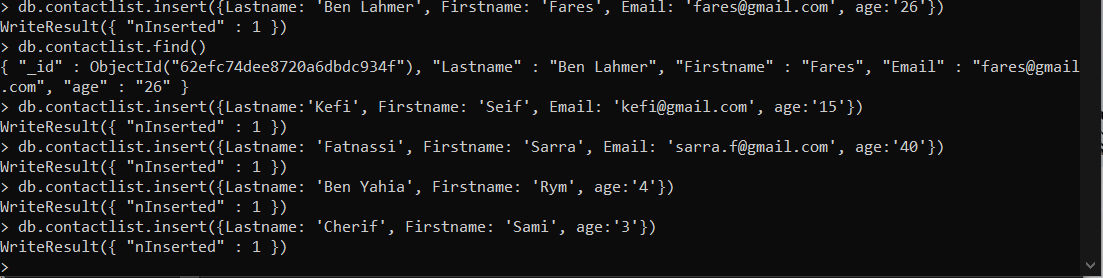 > db.contactlist.insert({Lastname: 'Ben Lahmer', Firstname: 'Fares', Email: 'fares@gmail.com', age:'26'})
WriteResult({ "nInserted" : 1 })
> db.contactlist.find()
{ "_id" : ObjectId("62efc74dee8720a6dbdc934f"), "Lastname" : "Ben Lahmer", "Firstname" : "Fares", "Email" : "fares@gmail
.com", "age" : "26" }
> db.contactlist.insert({Lastname:'Kefi', Firstname: 'Seif', Email: 'kefi@gmail.com', age:'15'})
WriteResult({ "nInserted" : 1 })
> db.contactlist.insert({Lastname: 'Fatnassi', Firstname: 'Sarra', Email: 'sarra.f@gmail.com', age:'40'})
WriteResult({ "nInserted" : 1 })
> db.contactlist.insert({Lastname: 'Ben Yahia', Firstname: 'Rym', age:'4'})
WriteResult({ "nInserted" : 1 })
> db.contactlist.insert({Lastname: 'Cherif', Firstname: 'Sami', age:'3'})
WriteResult({ "nInserted" : 1 })
>